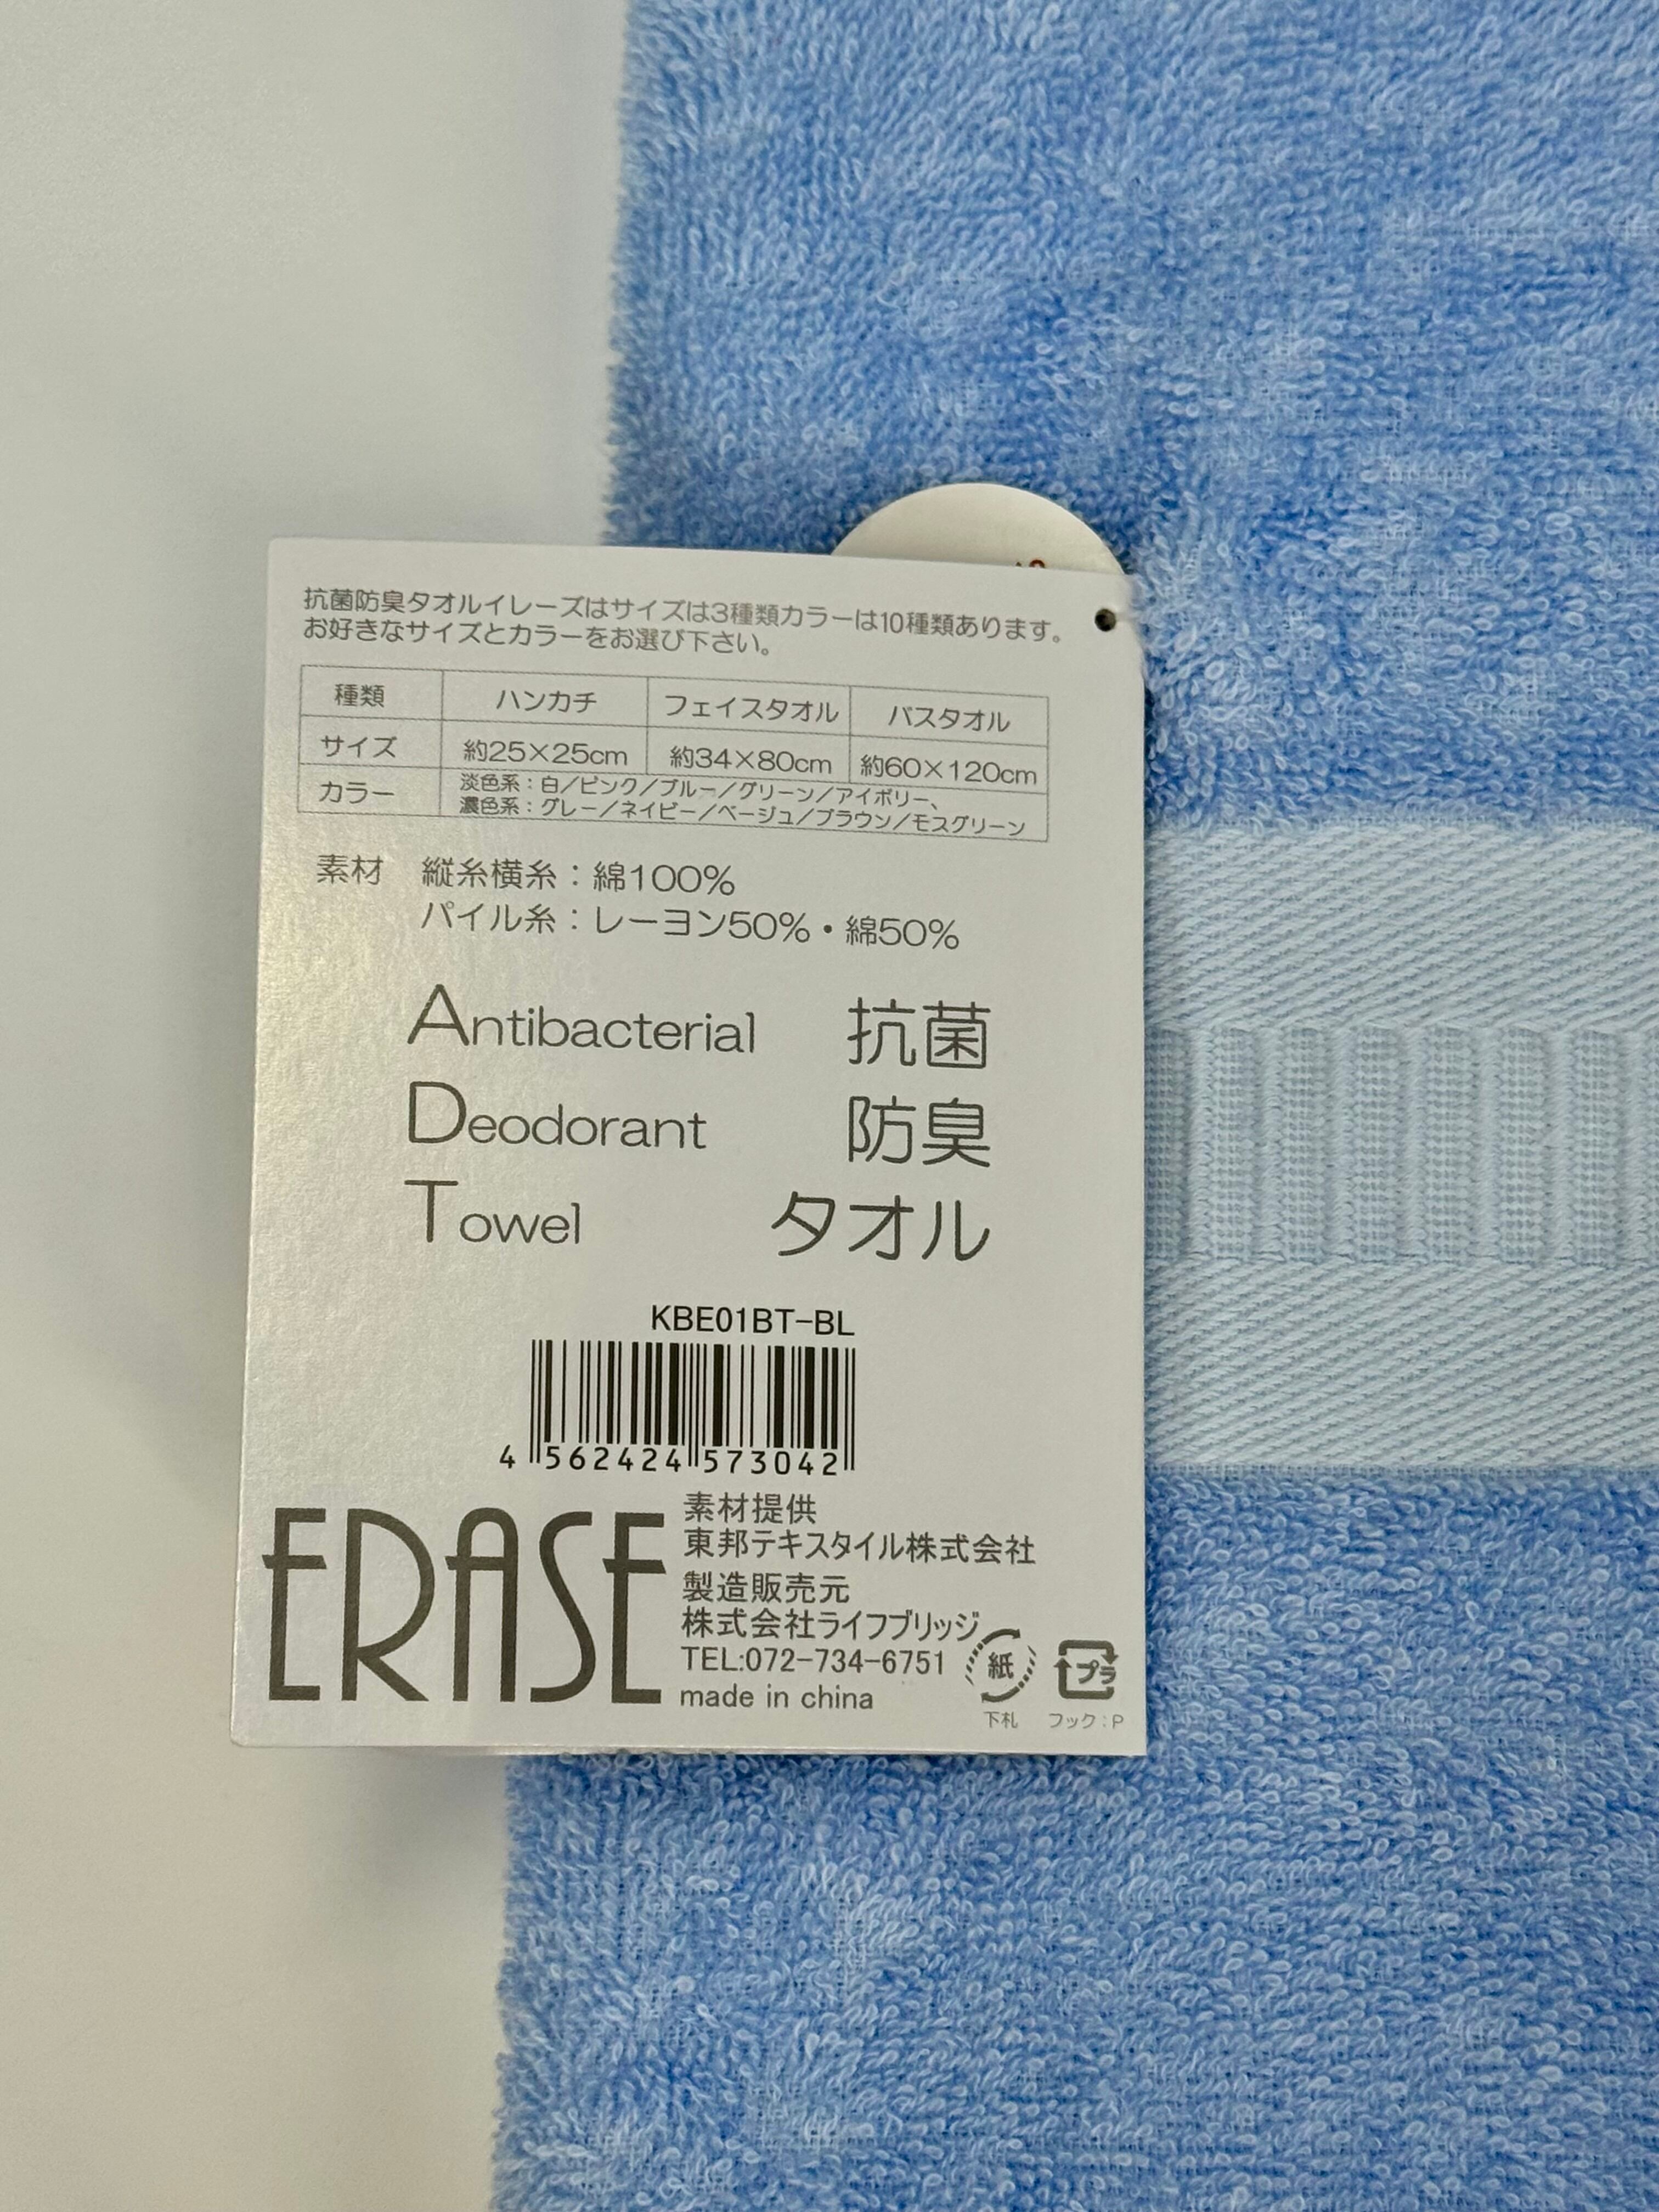 抗菌防臭タオルイレーズはサイズは3種類カラーは10種類あります。
お好きなサイズとカラーをお選び下さい。
種類 ハンカチ フェイスタオル バスタオル
サイズ 約25×25cm 約34×80cm 約60×120cm
カラー 淡色系：白／ピンク／ブルー／グリーン／アイボリー、
濃色系：グレー／ネイビー／ベージュ／ブラウン／モスグリーン
素材 縦糸横糸：綿100%
パイル糸：レーヨン50%・綿50%
Antibacterial 抗菌
Deodorant 防臭
Towel タオル
KBE01BT-BL
4 562424 573042
ERASE
素材提供
東邦テキスタイル株式会社
製造販売元
株式会社ライフブリッジ
TEL:072-734-6751
made in china
紙
下札
プラ
フック：P